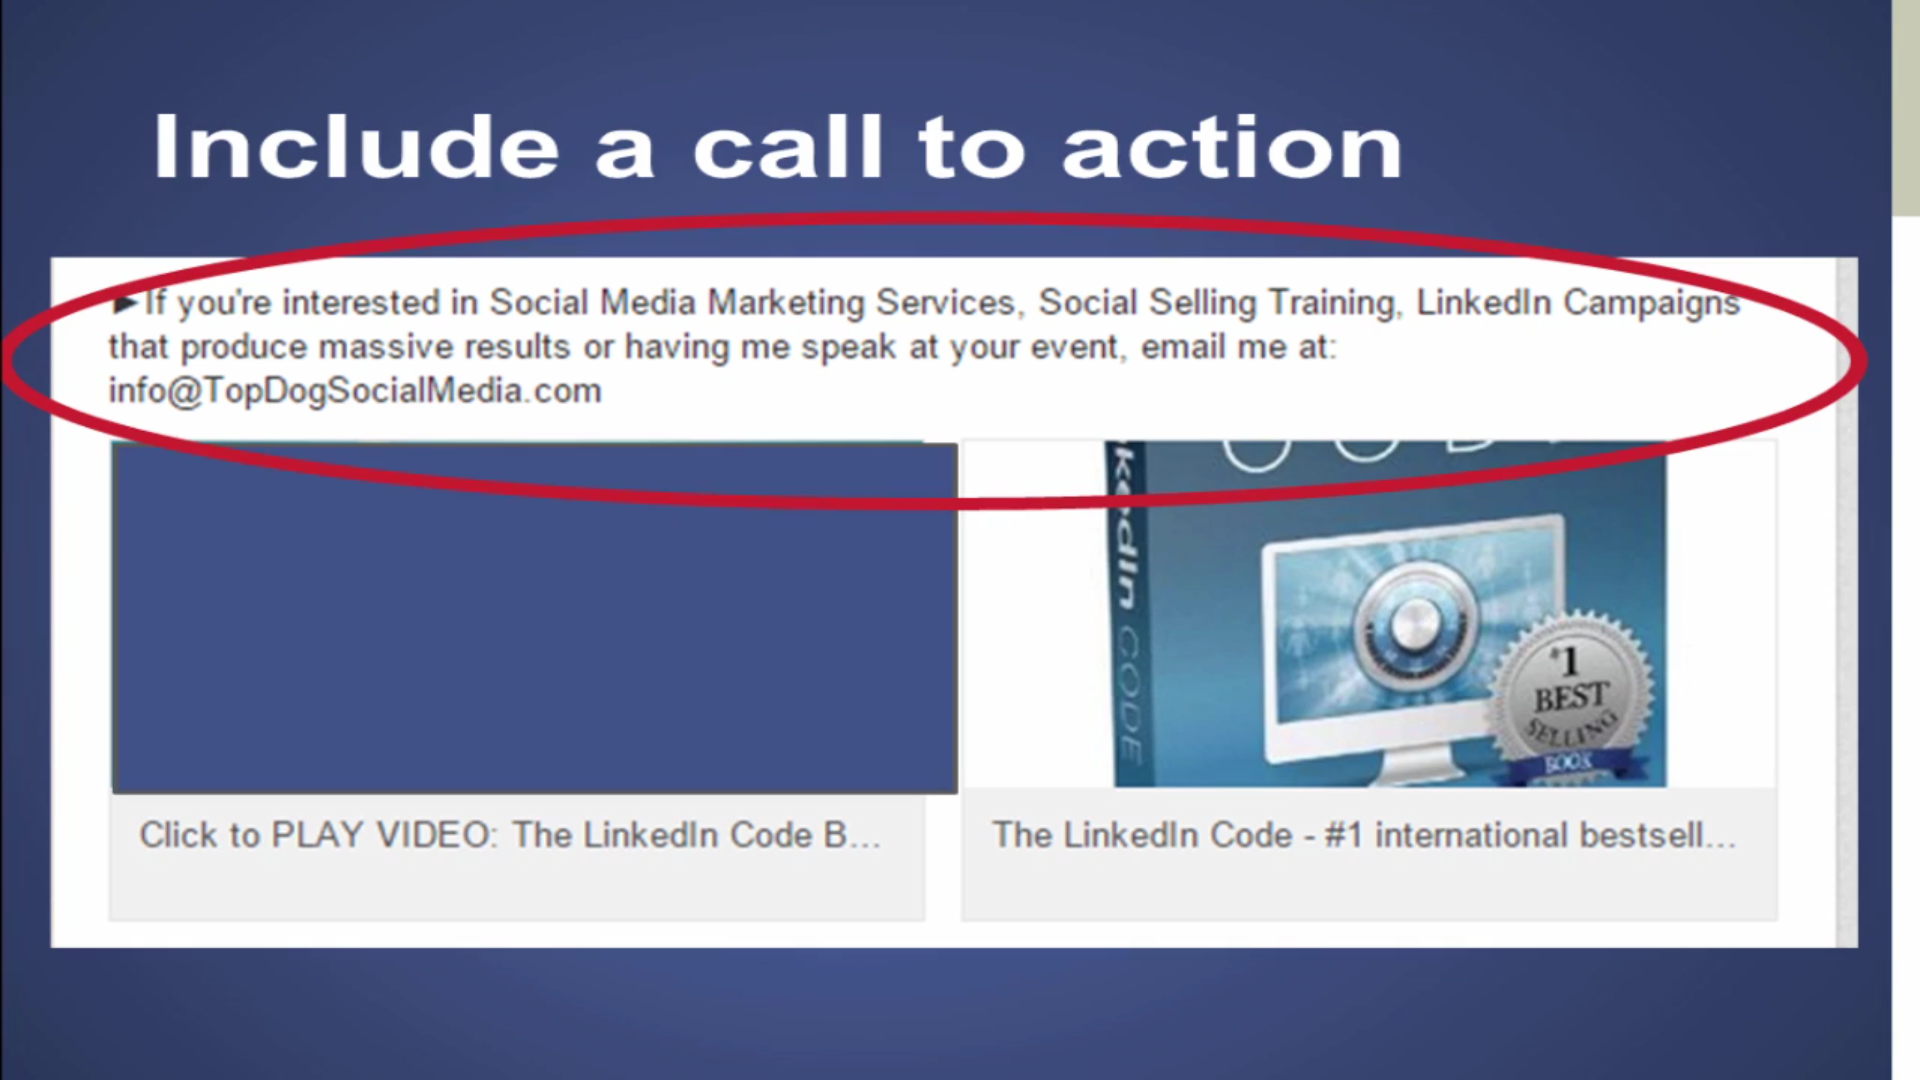 Include a call to action
►If you're interested in Social Media Marketing Services, Social Selling Training, LinkedIn Campaigns
that produce massive results or having me speak at your event, email me at:
info@TopDogSocialMedia.com
kedIn CODE
#1
BEST
SELLING
BOOK
Click to PLAY VIDEO: The LinkedIn Code B...
The LinkedIn Code - #1 international bestsell...